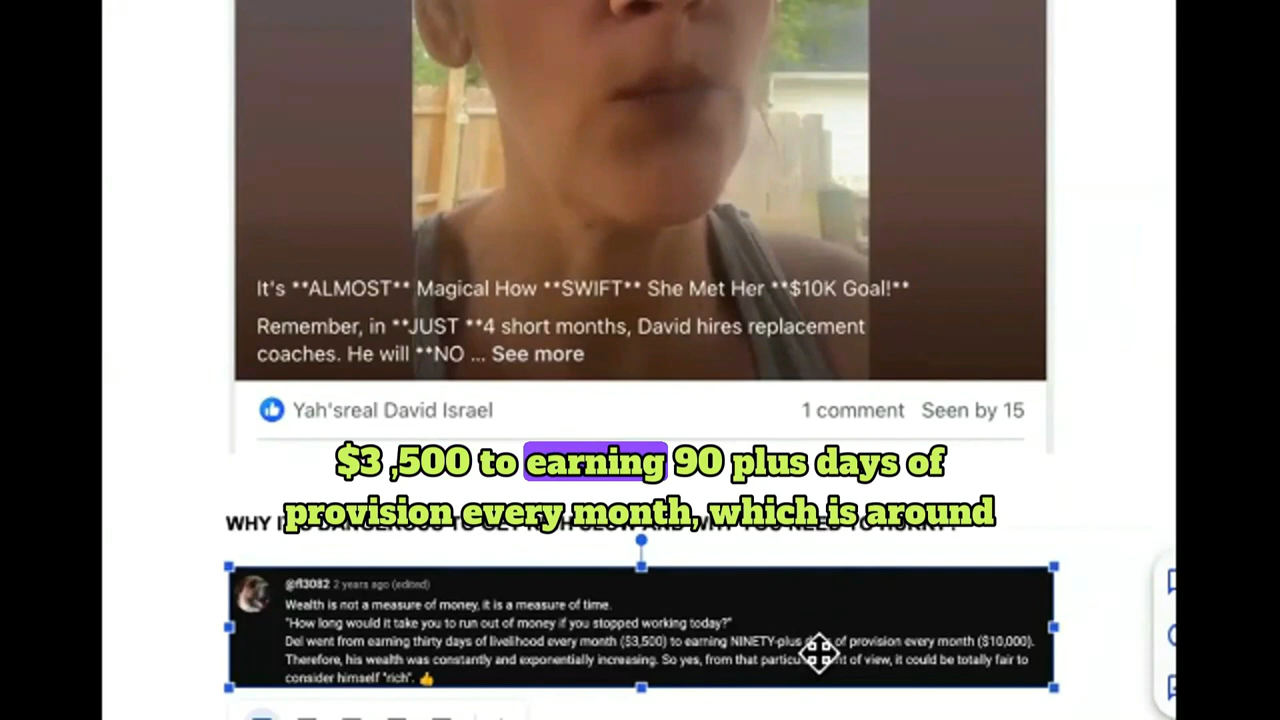 It's **ALMOST** Magical How **SWIFT** She Met Her **$10K Goal!**
Remember, in **JUST **4 short months, David hires replacement
coaches. He will **NO ... See more
Yah'sreal David Israel 1 comment Seen by 15
$3 ,500 to earning 90 plus days of
provision every month, which is around
WHY
@fl3082 2 years ago (edited)
Wealth is not a measure of money, it is a measure of time.
"How long would it take you to run out of money if you stopped working today?"
Del went from earning thirty days of livelihood every month ($3,500) to earning NINETY-plus of provision every month ($10,000).
Therefore, his wealth was constantly and exponentially increasing. So yes, from that of view, it could be totally fair to
consider himself "rich". 👍